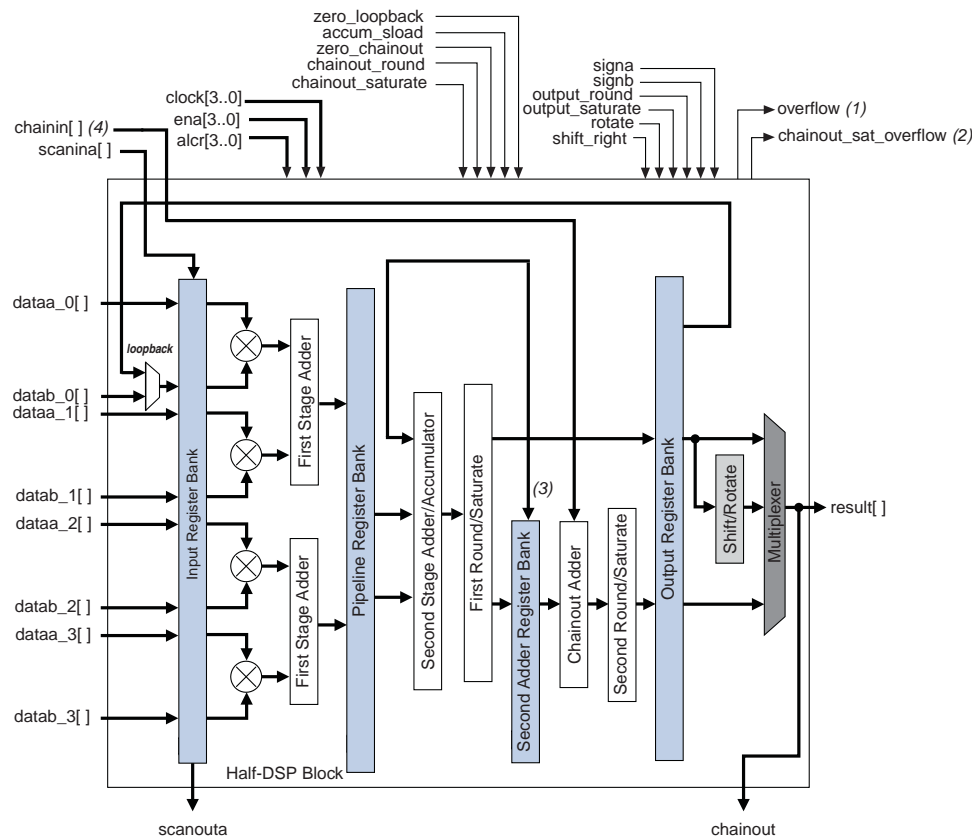 zero_loopback
accum_sload
zero_chainout
chainout_round
chainout_saturate
signa
signb
output_round
output_saturate
rotate
shift_right
clock[3..0]
ena[3..0]
alcr[3..0]
overflow (1)
chainout_sat_overflow (2)
chainin[ ] (4)
scanina[ ]
dataa_0[ ]
loopback
datab_0[ ]
dataa_1[ ]
datab_1[ ]
dataa_2[ ]
datab_2[ ]
dataa_3[ ]
datab_3[ ]
Input Register Bank
First Stage Adder
First Stage Adder
Pipeline Register Bank
Second Stage Adder/Accumulator
First Round/Saturate
(3)
Second Adder Register Bank
Chainout Adder
Second Round/Saturate
Output Register Bank
Shift/Rotate
Multiplexer
result[ ]
Half-DSP Block
scanouta
chainout